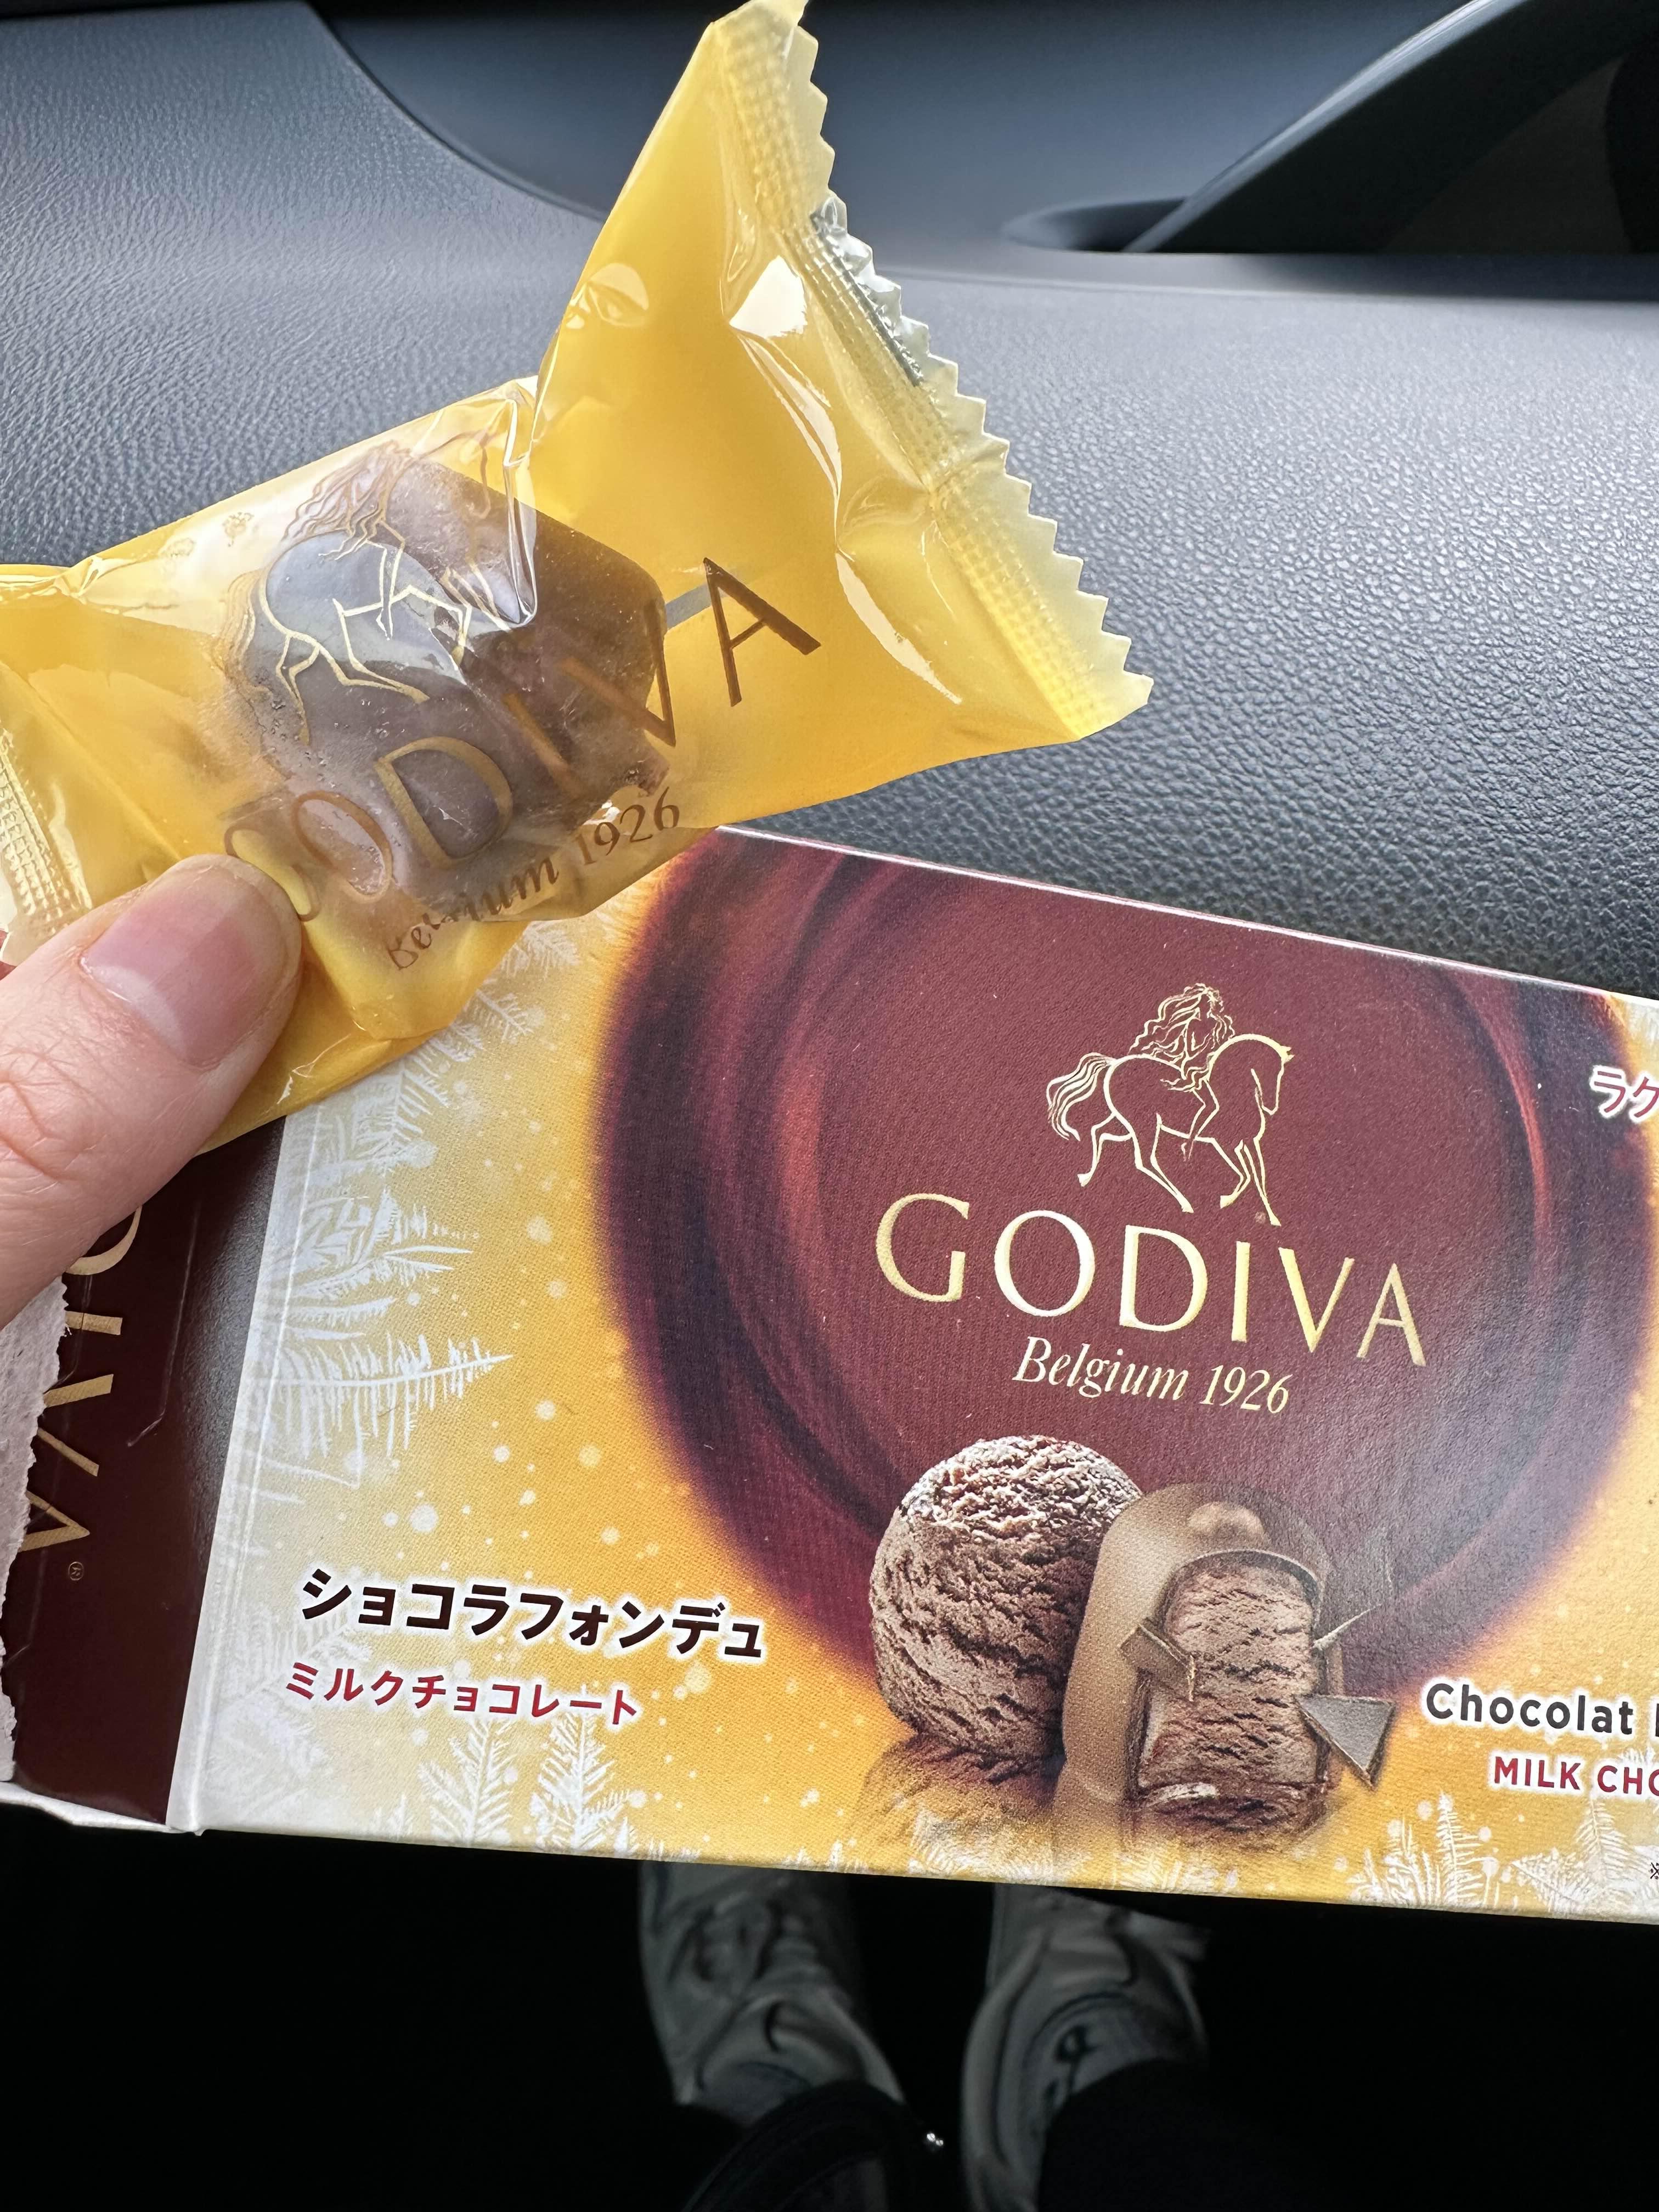 GODIVA
Belgium 1926
GODIVA
Belgium 1926
ショコラフォンデュ
ミルクチョコレート
Chocolat
MILK